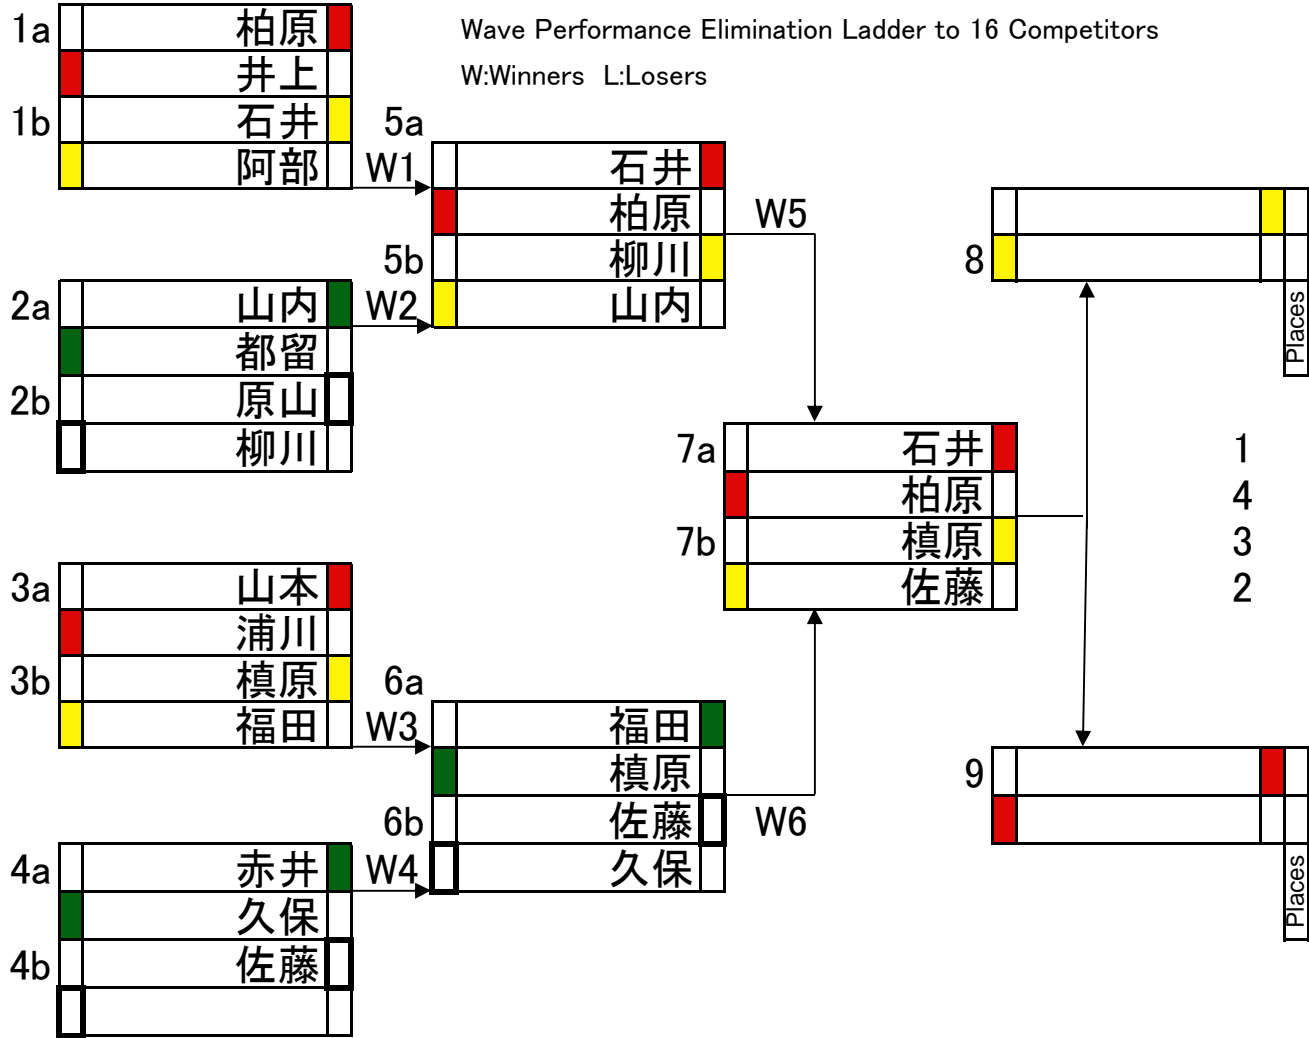 Wave Performance Elimination Ladder to 16 Competitors
W:Winners L:Losers
1a 柏原
井上
1b 石井
阿部
W1
2a 山内
都留
2b 原山
柳川
W2
3a 山本
浦川
3b 槙原
福田
W3
4a 赤井
久保
4b 佐藤
W4
5a
石井
柏原
5b 柳川
山内
W5
6a
福田
槙原
6b 佐藤
久保
W6
7a 石井 1
柏原 4
7b 槙原 3
佐藤 2
8
Places
9
Places